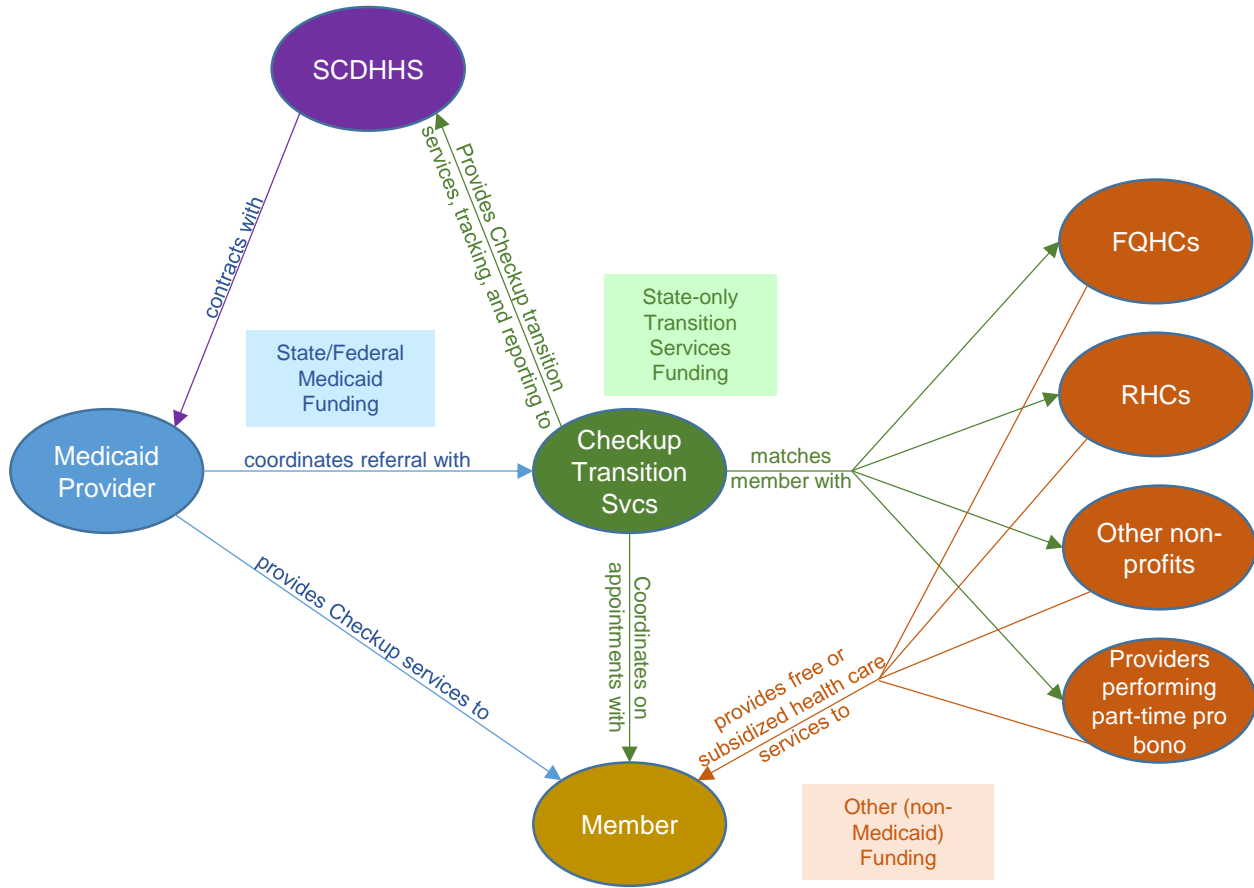 SCDHHS
contracts with
Provides Checkup transition
services, tracking, and reporting to
State/Federal
Medicaid
Funding
State-only
Transition
Services
Funding
FQHCs
RHCs
Medicaid
Provider
coordinates referral with
Checkup
Transition
Svcs
matches
member with
Other non-
profits
provides Checkup services to
Coordinates on
appointments with
provides free or
subsidized health care
services to
Providers
performing
part-time pro
bono
Member
Other (non-
Medicaid)
Funding